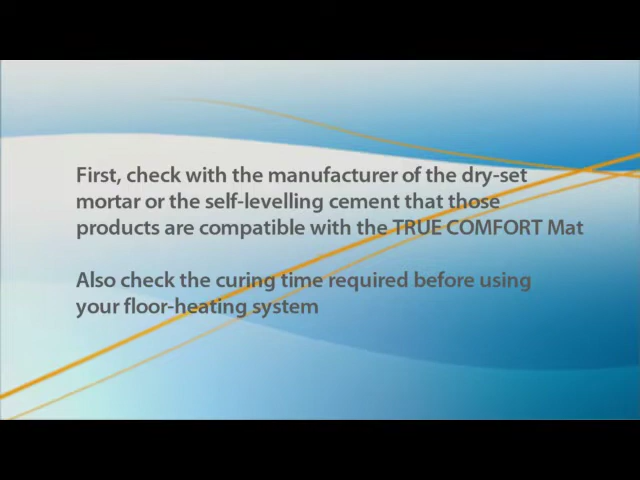 First, check with the manufacturer of the dry-set
mortar or the self-levelling cement that those
products are compatible with the TRUE COMFORT Mat
Also check the curing time required before using
your floor-heating system